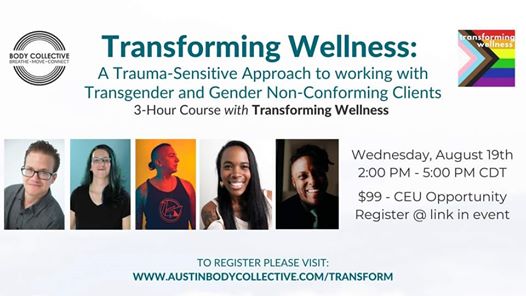 BODY COLLECTIVE
BREATHE • MOVE • CONNECT
transforming
wellness
Transforming Wellness:
A Trauma-Sensitive Approach to working with
Transgender and Gender Non-Conforming Clients
3-Hour Course with Transforming Wellness
Wednesday, August 19th
2:00 PM - 5:00 PM CDT
$99 - CEU Opportunity
Register @ link in event
TO REGISTER PLEASE VISIT:
WWW.AUSTINBODYCOLLECTIVE.COM/TRANSFORM